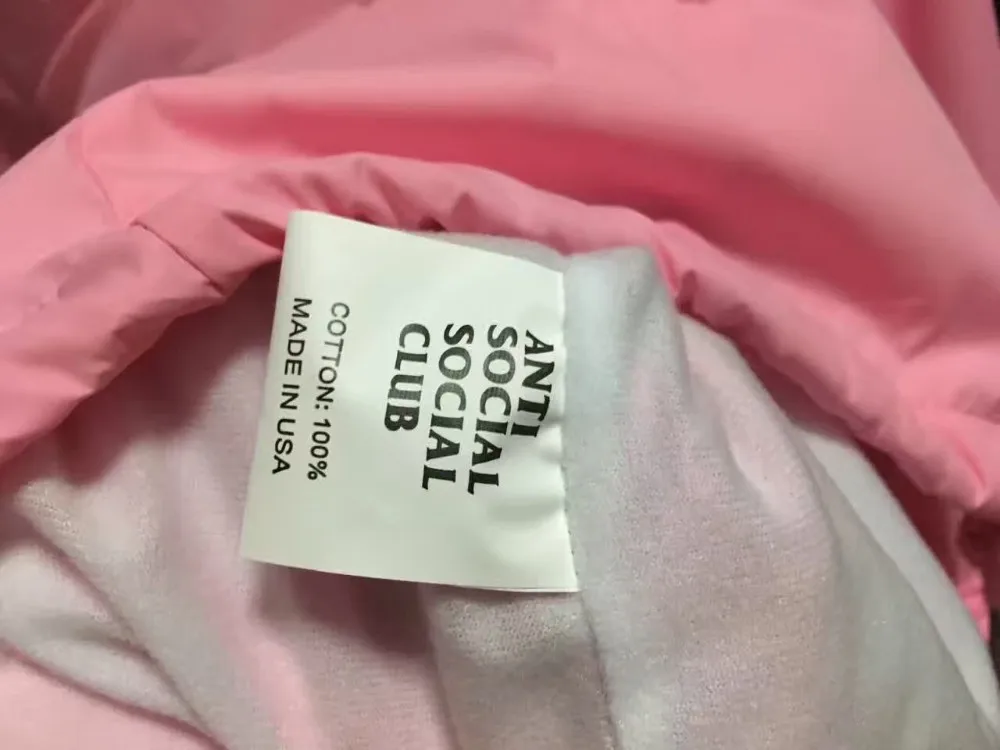 ANTI
SOCIAL
SOCIAL
CLUB
COTTON: 100%
MADE IN USA